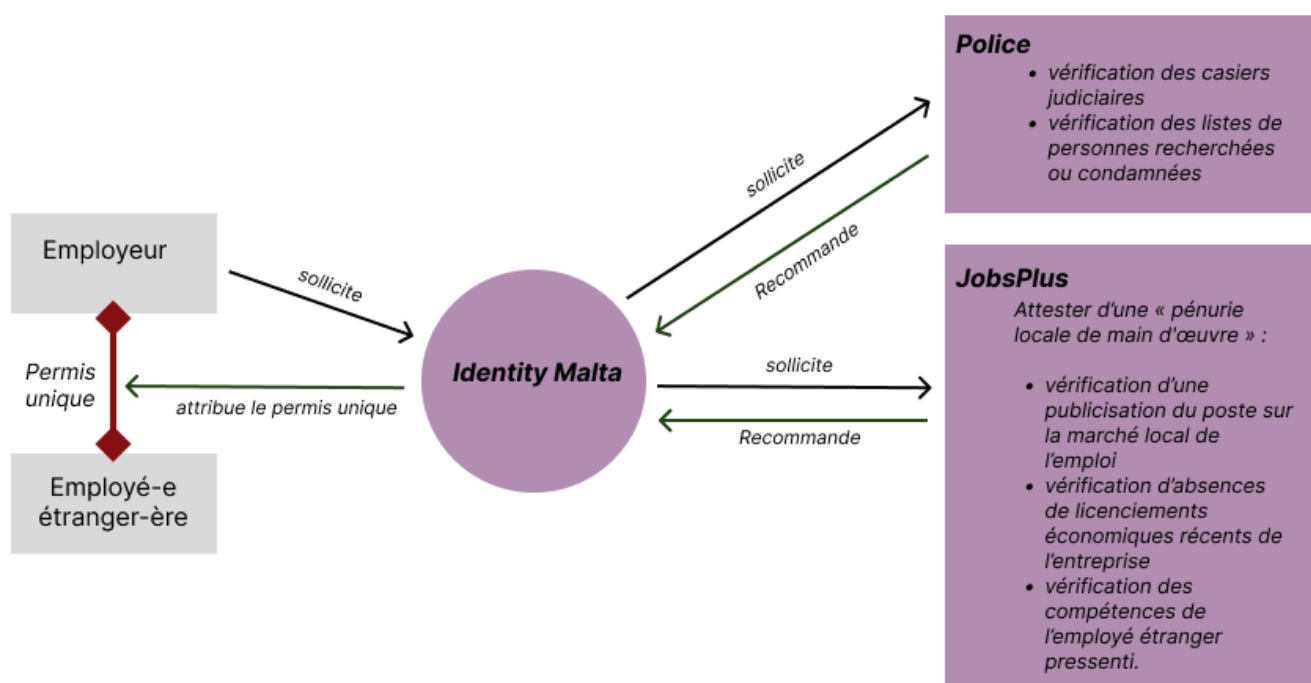 Police
• vérification des casiers
judiciaires
• vérification des listes de
personnes recherchées
ou condamnées
sollicite
Recommande
Employeur
sollicite
Identity Malta
Permis
unique
attribue le permis unique
sollicite
Recommande
Employé-e
étranger-ère
JobsPlus
Attester d'une « pénurie
locale de main d'œuvre » :
• vérification d'une
publicisation du poste sur
la marché local de
l'emploi
• vérification d'absences
de licenciements
économiques récents de
l'entreprise
• vérification des
compétences de
l'employé étranger
pressenti.